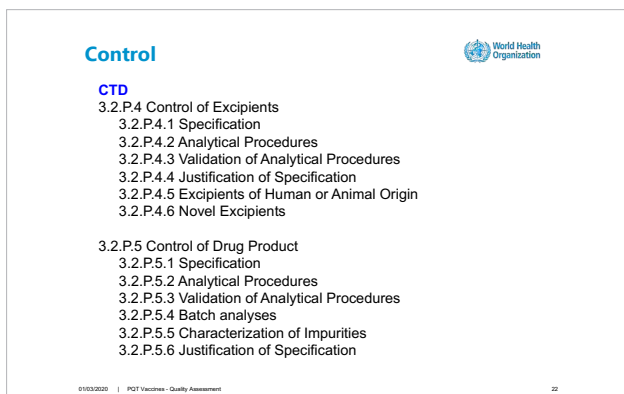 Control
World Health
Organization
CTD
3.2.P.4 Control of Excipients
3.2.P.4.1 Specification
3.2.P.4.2 Analytical Procedures
3.2.P.4.3 Validation of Analytical Procedures
3.2.P.4.4 Justification of Specification
3.2.P.4.5 Excipients of Human or Animal Origin
3.2.P.4.6 Novel Excipients
3.2.P.5 Control of Drug Product
3.2.P.5.1 Specification
3.2.P.5.2 Analytical Procedures
3.2.P.5.3 Validation of Analytical Procedures
3.2.P.5.4 Batch analyses
3.2.P.5.5 Characterization of Impurities
3.2.P.5.6 Justification of Specification
01/03/2020 | PQT Vaccines - Quality Assessment 22